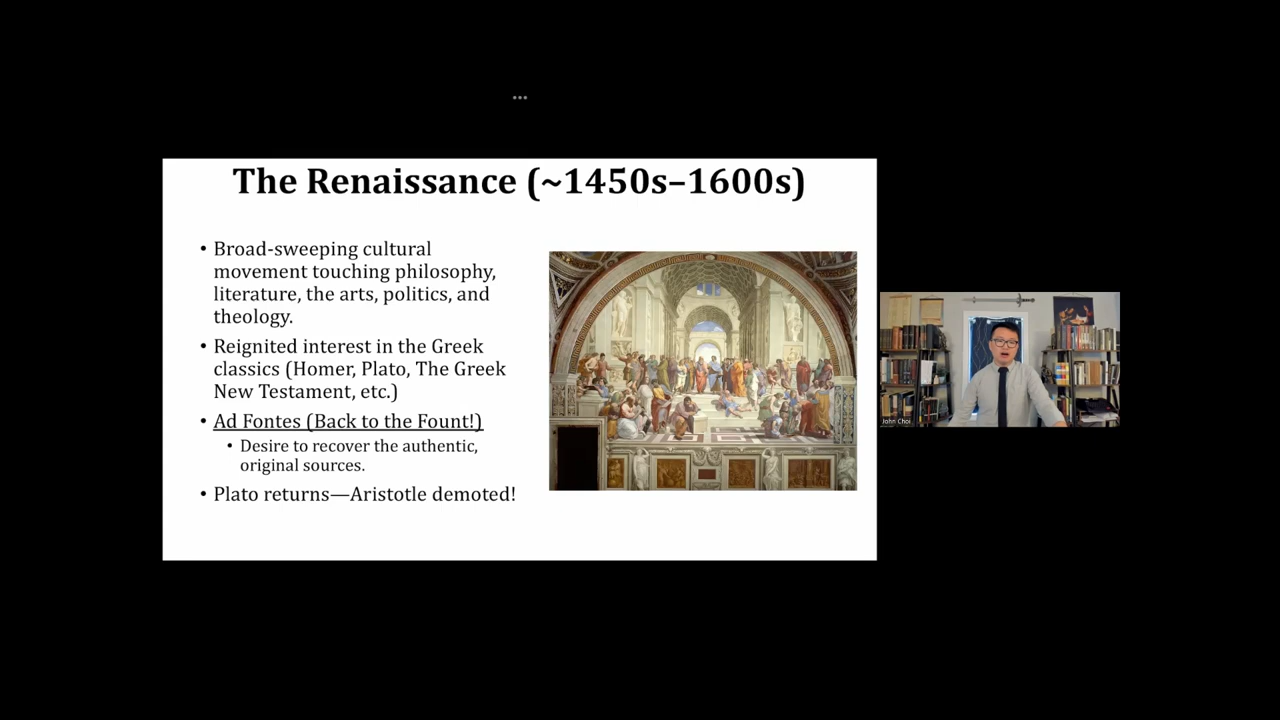 The Renaissance (~1450s–1600s)
• Broad-sweeping cultural
movement touching philosophy,
literature, the arts, politics, and
theology.
• Reignited interest in the Greek
classics (Homer, Plato, The Greek
New Testament, etc.)
• Ad Fontes (Back to the Fount!)
• Desire to recover the authentic,
original sources.
• Plato returns—Aristotle demoted!
John Choi